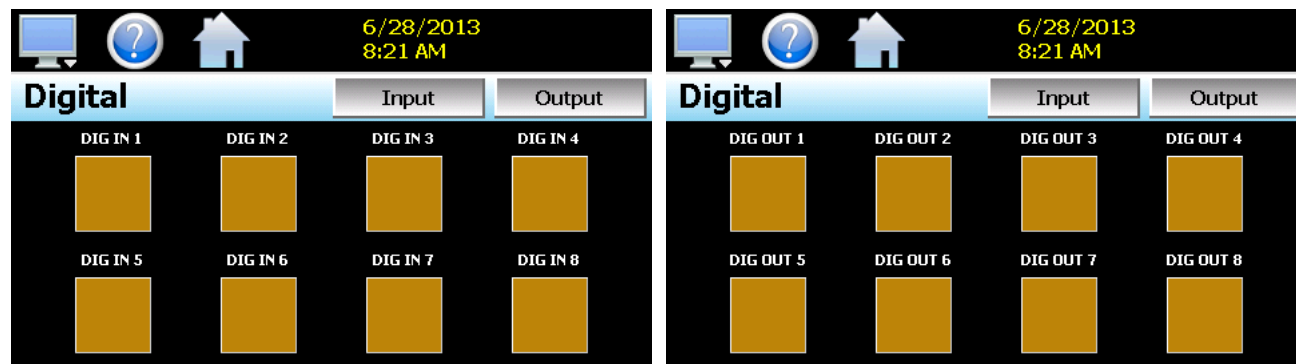 6/28/2013
8:21 AM
Digital Input Output
DIG IN 1 DIG IN 2 DIG IN 3 DIG IN 4
DIG IN 5 DIG IN 6 DIG IN 7 DIG IN 8
6/28/2013
8:21 AM
Digital Input Output
DIG OUT 1 DIG OUT 2 DIG OUT 3 DIG OUT 4
DIG OUT 5 DIG OUT 6 DIG OUT 7 DIG OUT 8